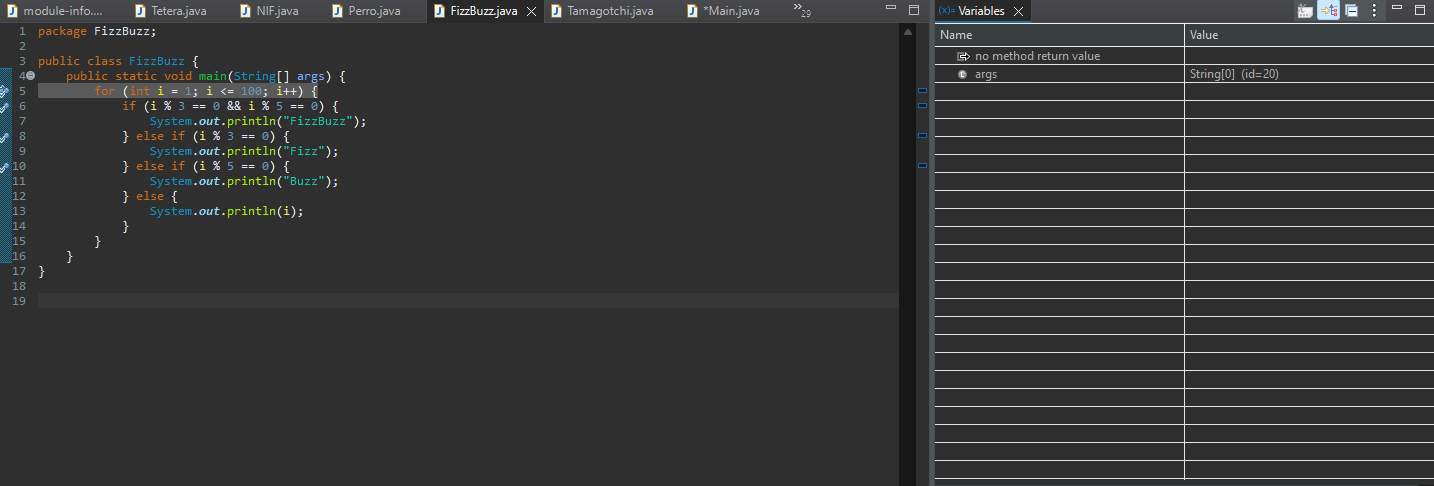 module-info.... Tetera.java NIF.java Perro.java FizzBuzz.java Tamagotchi.java *Main.java »29
1 package FizzBuzz;
2
3 public class FizzBuzz {
4 public static void main(String[] args) {
5 for (int i = 1; i <= 100; i++) {
6 if (i % 3 == 0 && i % 5 == 0) {
7 System.out.println("FizzBuzz");
8 } else if (i % 3 == 0) {
9 System.out.println("Fizz");
10 } else if (i % 5 == 0) {
11 System.out.println("Buzz");
12 } else {
13 System.out.println(i);
14 }
15 }
16 }
17 }
18
19
(x)= Variables
Name Value
no method return value
args String[0] (id=20)